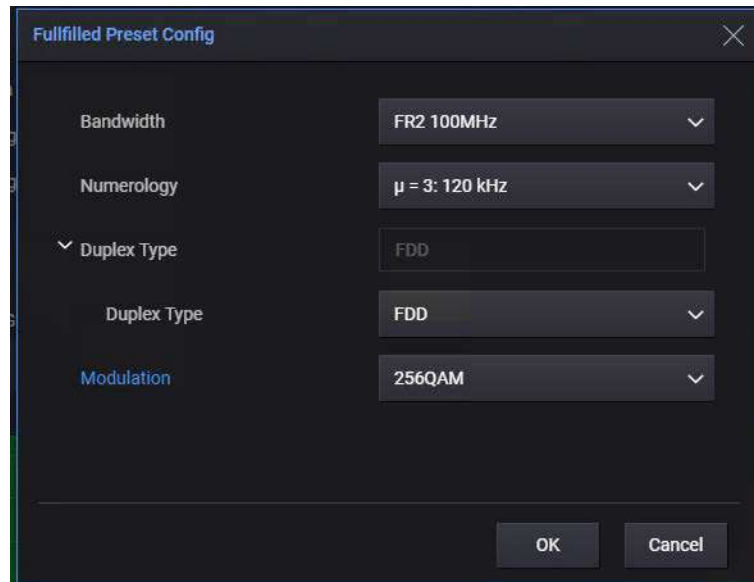 Fullfilled Preset Config
Bandwidth FR2 100MHz
Numerology μ = 3: 120 kHz
Duplex Type FDD
Duplex Type FDD
Modulation 256QAM
OK Cancel